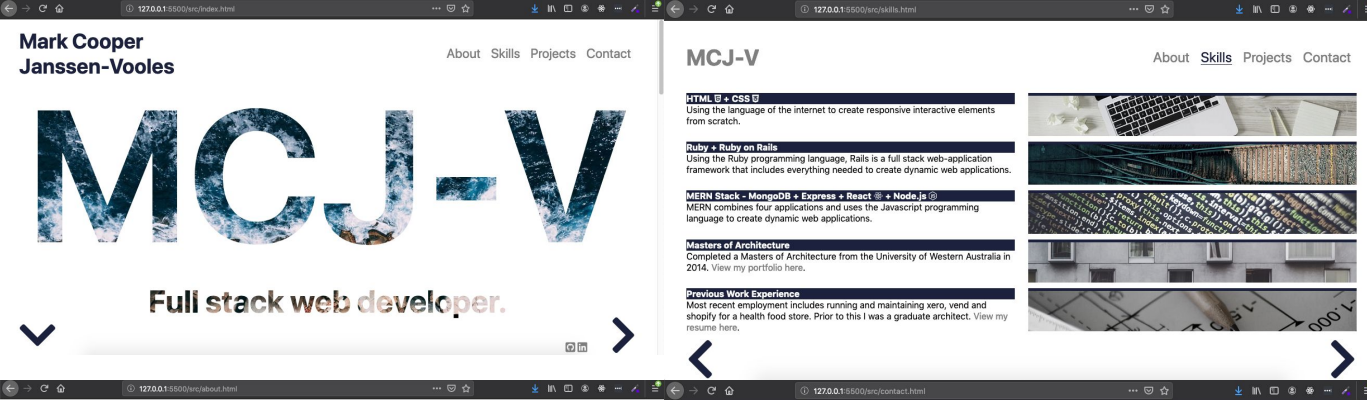 127.0.0.1:5500/src/index.html
Mark Cooper
Janssen-Vooles
About Skills Projects Contact
MCJ-V
Full stack web developer.
127.0.0.1:5500/src/skills.html
MCJ-V
About Skills Projects Contact
HTML + CSS
Using the language of the internet to create responsive interactive elements
from scratch.
Ruby + Ruby on Rails
Using the Ruby programming language, Rails is a full stack web-application
framework that includes everything needed to create dynamic web applications.
MERN Stack - MongoDB + Express + React + Node.js
MERN combines four applications and uses the Javascript programming
language to create dynamic web applications.
Masters of Architecture
Completed a Masters of Architecture from the University of Western Australia in
2014. View my portfolio here.
Previous Work Experience
Most recent employment includes running and maintaining xero, vend and
shopify for a health food store. Prior to this I was a graduate architect. View my
resume here.
-1.000
127.0.0.1:5500/src/about.html
127.0.0.1:5500/src/contact.html